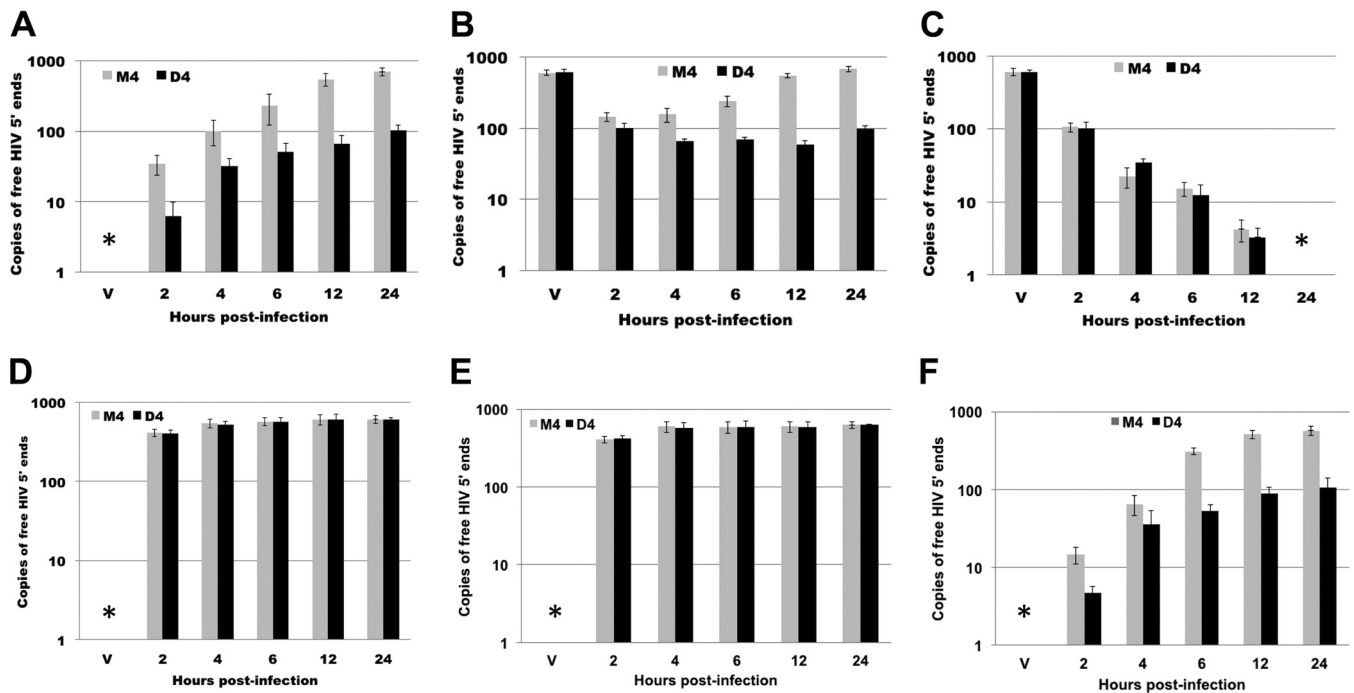 A
Copies of free HIV 5' ends
1000
100
10
1
M4 D4
*
V 2 4 6 12 24
Hours post-infection
B
Copies of free HIV 5' ends
1000
100
10
1
M4 D4
V 2 4 6 12 24
Hours post-infection
C
Copies of free HIV 5' ends
1000
100
10
1
M4 D4
*
V 2 4 6 12 24
Hours post-infection
D
Copies of free HIV 5' ends
1000
100
10
1
M4 D4
*
V 2 4 6 12 24
Hours post-infection
E
Copies of free HIV 5' ends
1000
100
10
1
M4 D4
*
V 2 4 6 12 24
Hours post-infection
F
Copies of free HIV 5' ends
1000
100
10
1
M4 D4
*
V 2 4 6 12 24
Hours post-infection